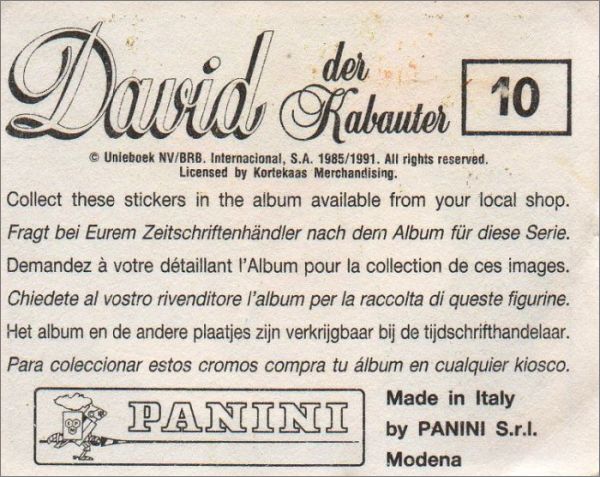 David der Kabauter 10
© Unieboek NV/BRB. Internacional, S.A. 1985/1991. All rights reserved.
Licensed by Kortekaas Merchandising.
Collect these stickers in the album available from your local shop.
Fragt bei Eurem Zeitschriftenhändler nach dem Album für diese Serie.
Demandez à votre détaillant l'Album pour la collection de ces images.
Chiedete al vostro rivenditore l'album per la raccolta di queste figurine.
Het album en de andere plaatjes zijn verkrijgbaar bij de tijdschrifthandelaar.
Para coleccionar estos cromos compra tu álbum en cualquier kiosco.
PANINI
Made in Italy
by PANINI S.r.l.
Modena